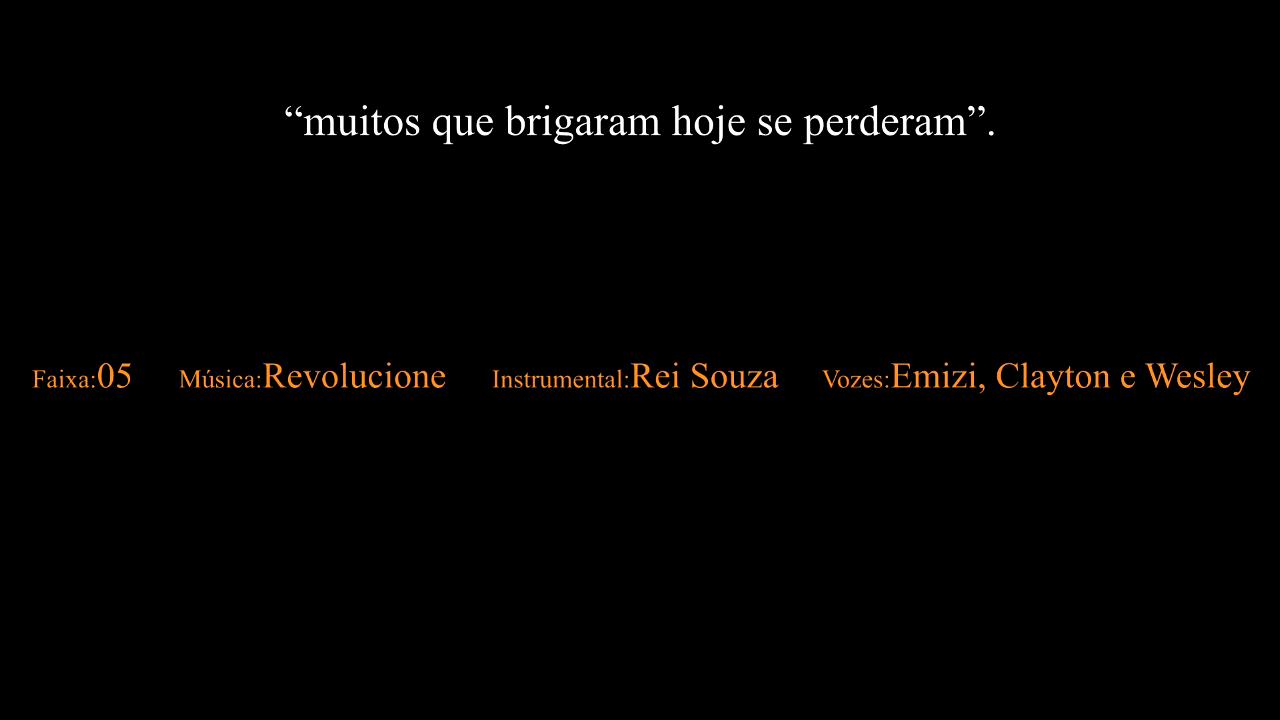 “muitos que brigaram hoje se perderam”.
Faixa:05 Música:Revolucione Instrumental:Rei Souza Vozes:Emizi, Clayton e Wesley